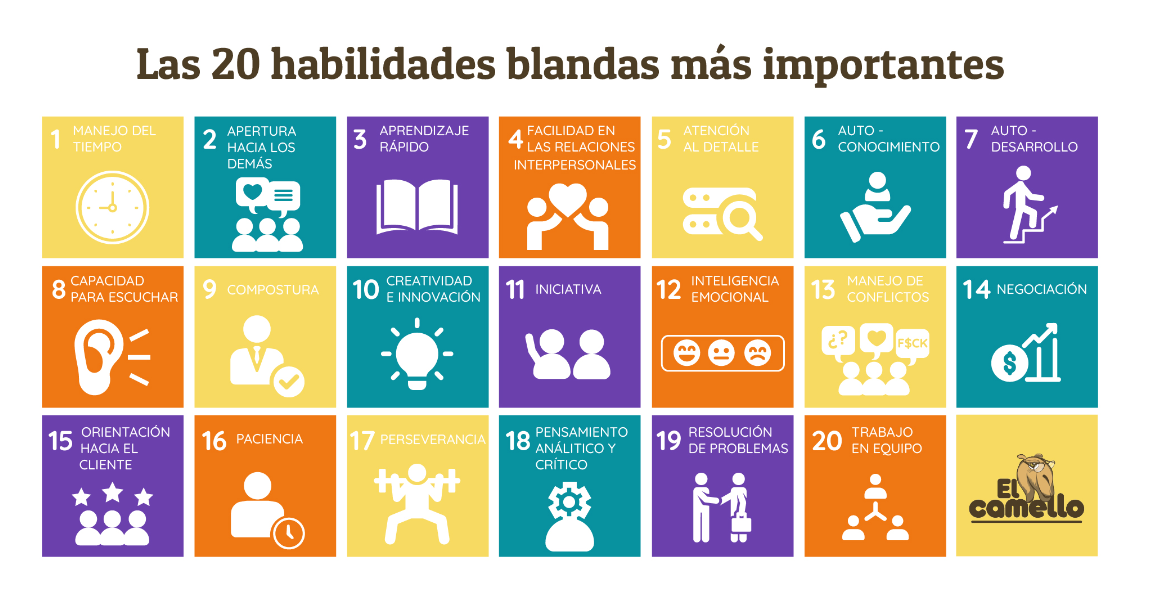 Las 20 habilidades blandas más importantes
1 MANEJO DEL
TIEMPO
2 APERTURA
HACIA LOS
DEMÁS
3 APRENDIZAJE
RÁPIDO
4 FACILIDAD EN
LAS RELACIONES
INTERPERSONALES
5 ATENCIÓN
AL DETALLE
6 AUTO -
CONOCIMIENTO
7 AUTO -
DESARROLLO
8 CAPACIDAD
PARA ESCUCHAR
9 COMPOSTURA
10 CREATIVIDAD
E INNOVACIÓN
11 INICIATIVA
12 INTELIGENCIA
EMOCIONAL
13 MANEJO DE
CONFLICTOS
¿?
F$CK
14 NEGOCIACIÓN
$
15 ORIENTACIÓN
HACIA EL
CLIENTE
16 PACIENCIA
17 PERSEVERANCIA
18 PENSAMIENTO
ANÁLITICO Y
CRÍTICO
19 RESOLUCIÓN
DE PROBLEMAS
20 TRABAJO
EN EQUIPO
El
camello